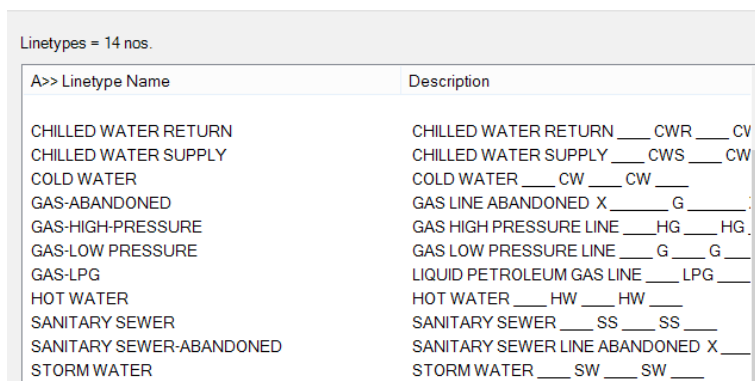 Linetypes = 14 nos.
A>> Linetype Name Description
CHILLED WATER RETURN CHILLED WATER RETURN ____ CWR ____ CW
CHILLED WATER SUPPLY CHILLED WATER SUPPLY ____ CWS ____ CW
COLD WATER COLD WATER ____ CW ____ CW ____
GAS-ABANDONED GAS LINE ABANDONED X _______ G _______
GAS-HIGH-PRESSURE GAS HIGH PRESSURE LINE ____HG ____ HG
GAS-LOW PRESSURE GAS LOW PRESSURE LINE ____ G ____ G ___
GAS-LPG LIQUID PETROLEUM GAS LINE ____ LPG ____
HOT WATER HOT WATER ____ HW ____ HW ____
SANITARY SEWER SANITARY SEWER ____ SS ____ SS ____
SANITARY SEWER-ABANDONED SANITARY SEWER LINE ABANDONED X ____
STORM WATER STORM WATER ____ SW ____ SW ____